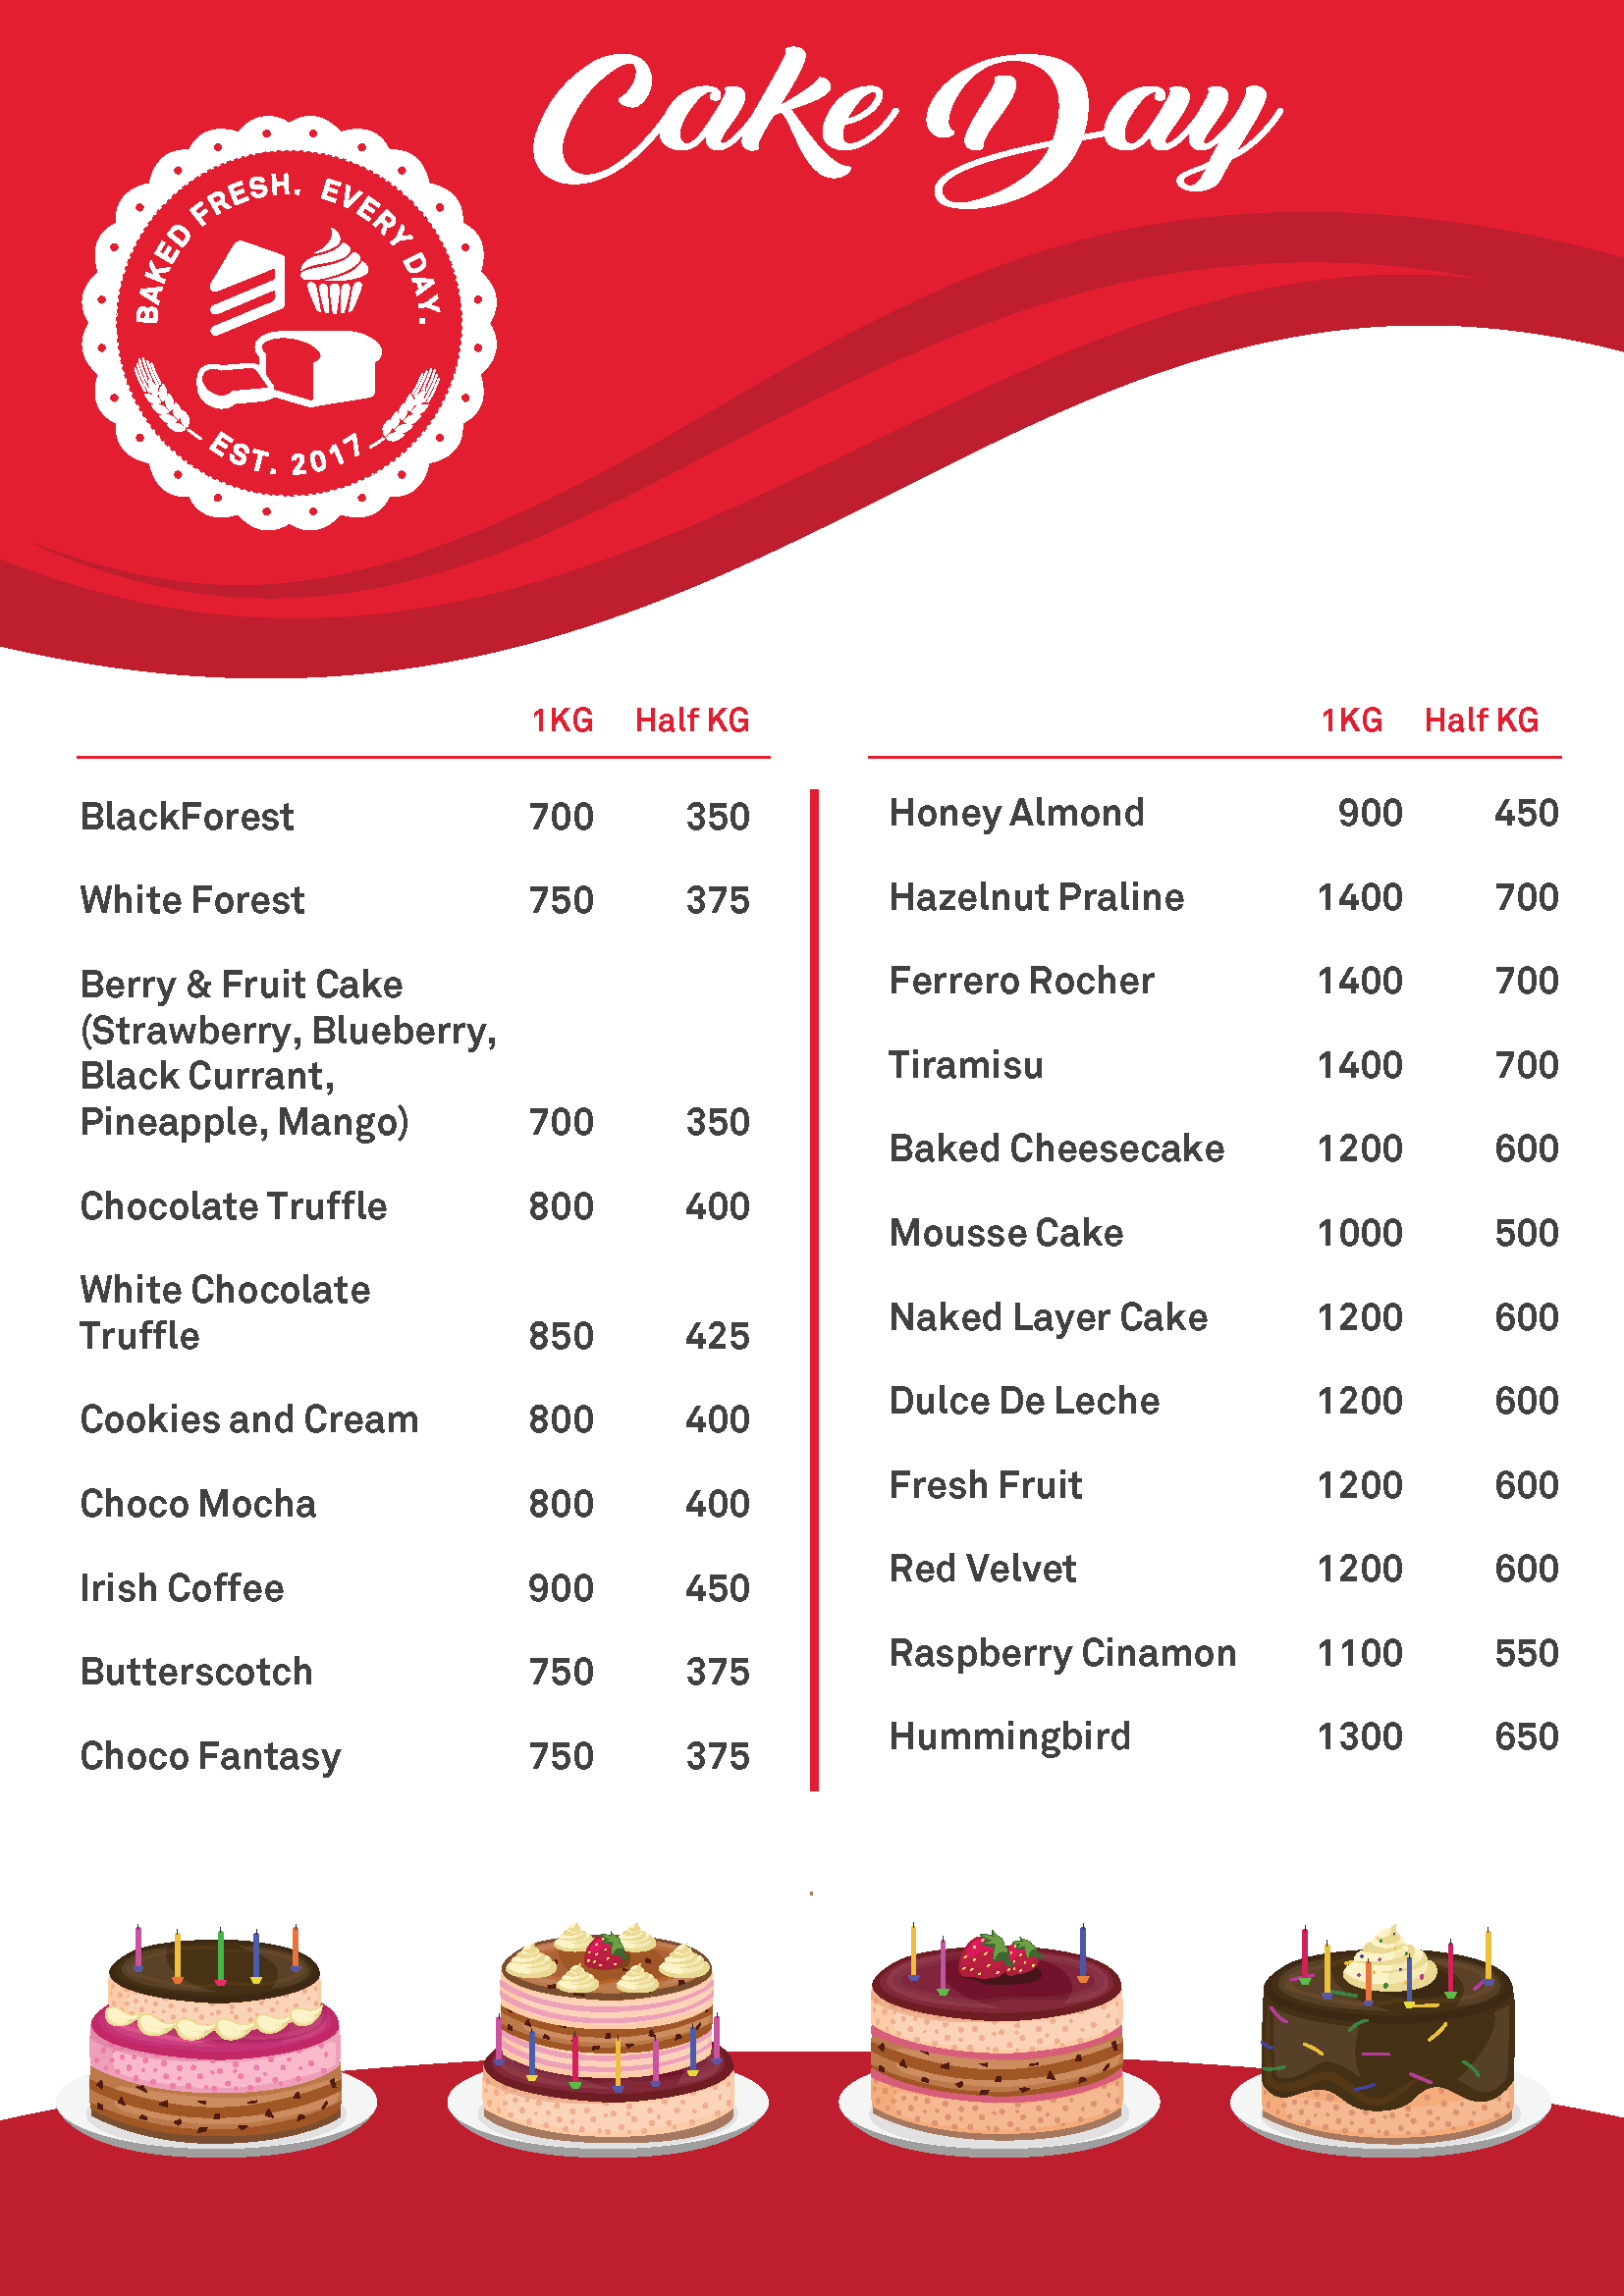 Cake Day
BAKED FRESH. EVERY DAY.
EST. 2017
1KG Half KG
BlackForest 700 350
White Forest 750 375
Berry & Fruit Cake
(Strawberry, Blueberry,
Black Currant,
Pineapple, Mango) 700 350
Chocolate Truffle 800 400
White Chocolate
Truffle 850 425
Cookies and Cream 800 400
Choco Mocha 800 400
Irish Coffee 900 450
Butterscotch 750 375
Choco Fantasy 750 375
1KG Half KG
Honey Almond 900 450
Hazelnut Praline 1400 700
Ferrero Rocher 1400 700
Tiramisu 1400 700
Baked Cheesecake 1200 600
Mousse Cake 1000 500
Naked Layer Cake 1200 600
Dulce De Leche 1200 600
Fresh Fruit 1200 600
Red Velvet 1200 600
Raspberry Cinamon 1100 550
Hummingbird 1300 650